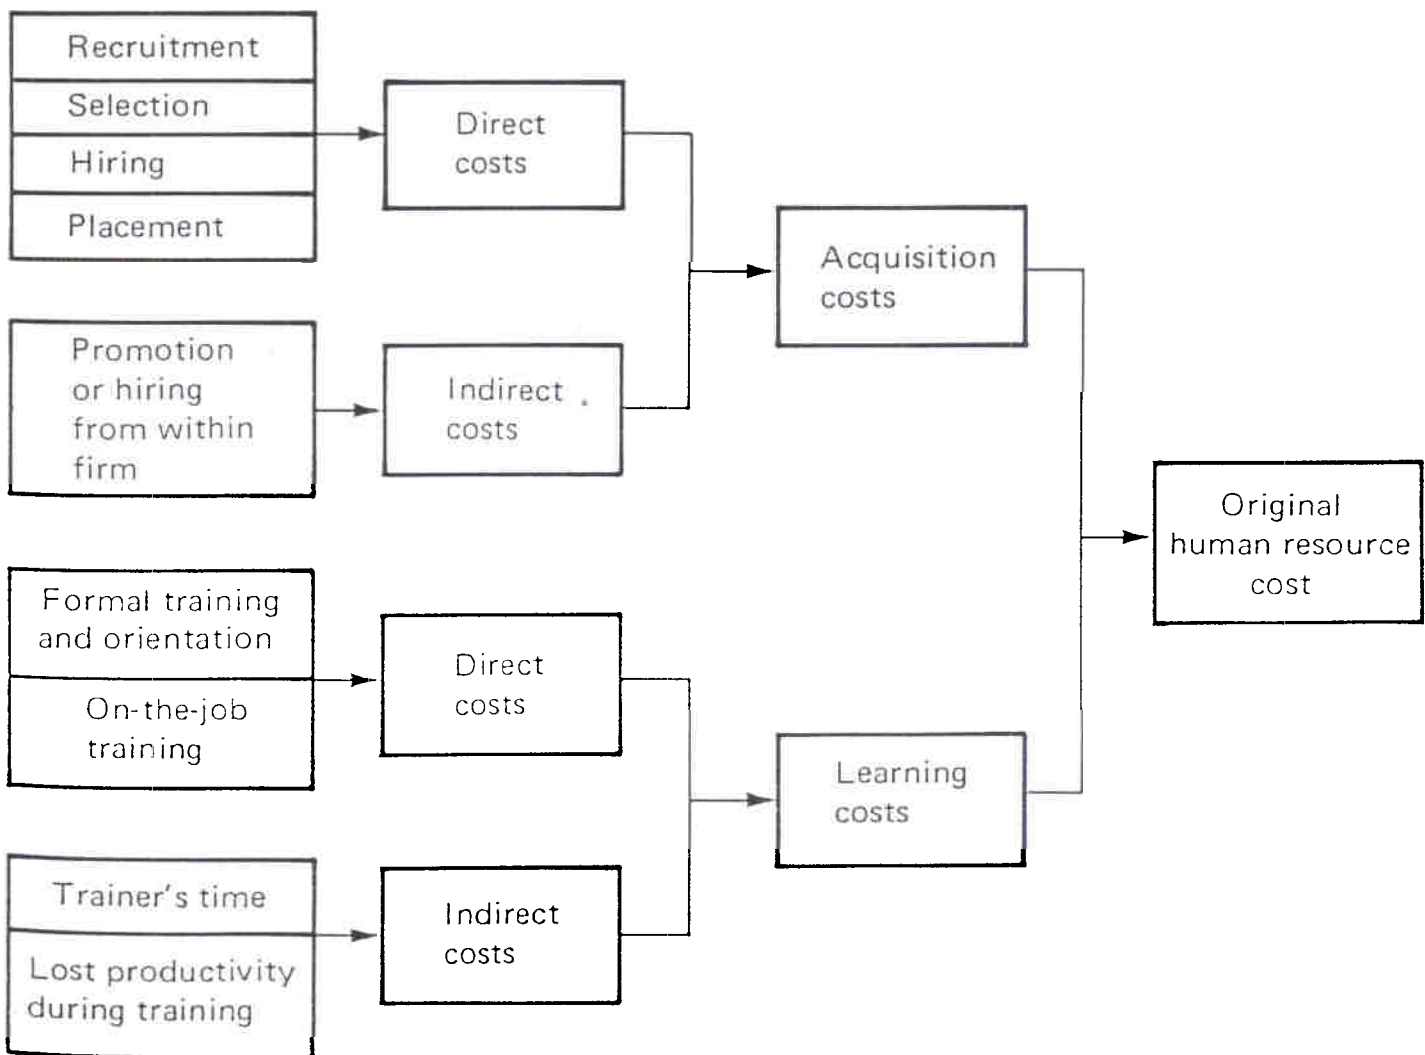 Recruitment
Selection
Hiring
Placement
Direct
costs
Promotion
or hiring
from within
firm
Indirect
costs
Acquisition
costs
Formal training
and orientation
On-the-job
training
Direct
costs
Trainer's time
Lost productivity
during training
Indirect
costs
Learning
costs
Original
human resource
cost